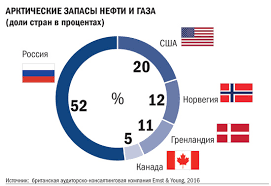 АРКТИЧЕСКИЕ ЗАПАСЫ НЕФТИ И ГАЗА
(доли стран в процентах)
США
Россия
20
52
%
12
Норвегия
11
Гренландия
5
Канада
Источник: британская аудиторско-консалтинговая компания Ernst & Young, 2016